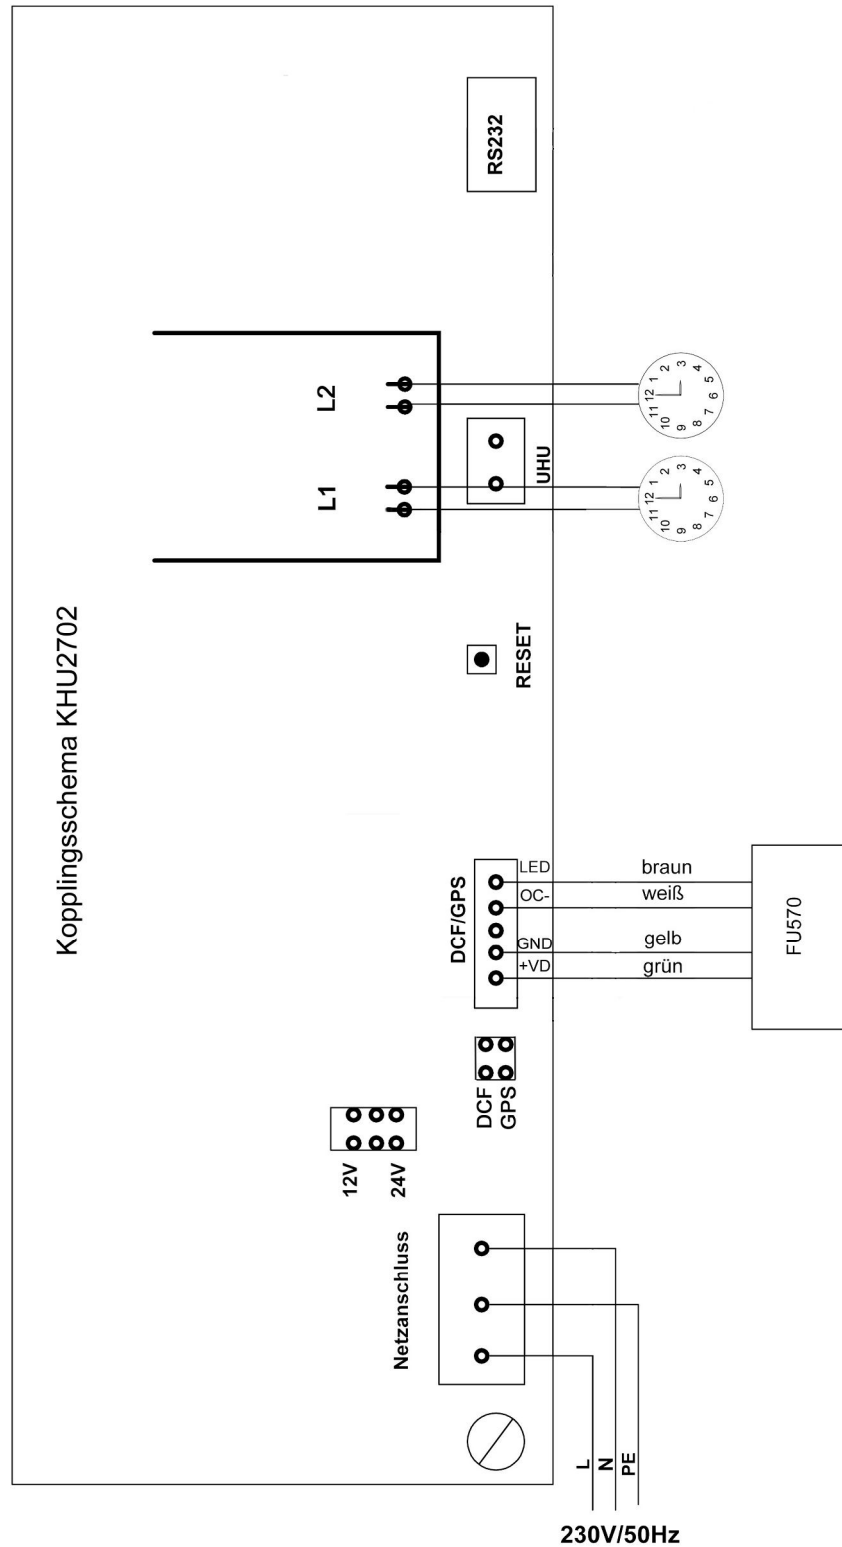 Kopplingsschema KHU2702
RS232
L2
L1
UHU
12 1 2 3 4 5 6 7 8 9 10 11
12 1 2 3 4 5 6 7 8 9 10 11
RESET
DCF/GPS
LED
OC-
GND
+VD
braun
weiß
gelb
grün
FU570
DCF
GPS
12V
24V
Netzanschluss
L
N
PE
230V/50Hz